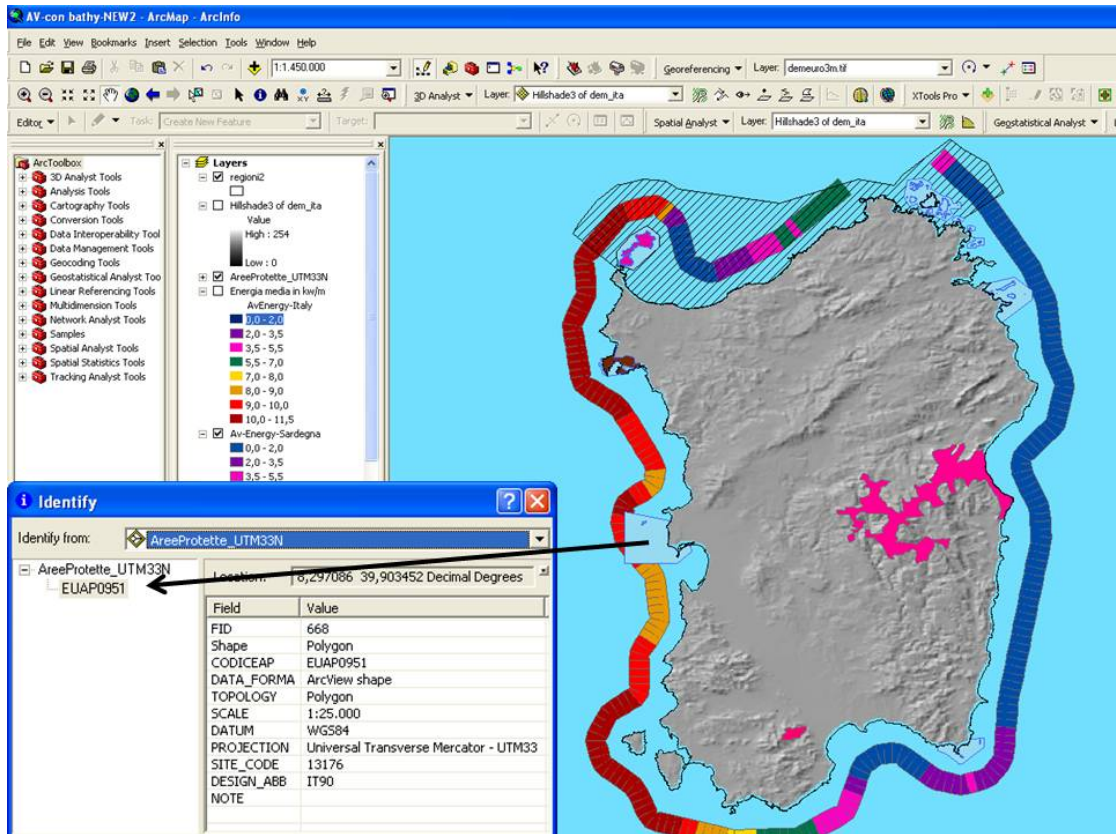 AV-con bathy-NEW2 - ArcMap - ArcInfo
File Edit View Bookmarks Insert Selection Tools Window Help
1:1.450.000
Georeferencing
Layer: demeuro3m.tif
3D Analyst
Layer: Hillshade3 of dem_ita
XTools Pro
Editor
Task: Create New Feature
Target:
Spatial Analyst
Layer: Hillshade3 of dem_ita
Geostatistical Analyst
ArcToolbox
3D Analyst Tools
Analysis Tools
Cartography Tools
Conversion Tools
Data Interoperability Tool
Data Management Tools
Geocoding Tools
Geostatistical Analyst Too
Linear Referencing Tools
Multidimension Tools
Network Analyst Tools
Samples
Spatial Analyst Tools
Spatial Statistics Tools
Tracking Analyst Tools
Layers
regioni2
Hillshade3 of dem_ita
Value
High : 254
Low : 0
AreeProtette_UTM33N
Energia media in kw/m
AvEnergy-Italy
0,0 - 2,0
2,0 - 3,5
3,5 - 5,5
5,5 - 7,0
7,0 - 8,0
8,0 - 9,0
9,0 - 10,0
10,0 - 11,5
Av-Energy-Sardegna
0,0 - 2,0
2,0 - 3,5
3,5 - 5,5
Identify
Identify from: AreeProtette_UTM33N
AreeProtette_UTM33N
EUAP0951
Location: 8,297086 39,903452 Decimal Degrees
Field Value
FID 668
Shape Polygon
CODICEAP EUAP0951
DATA_FORMA ArcView shape
TOPOLOGY Polygon
SCALE 1:25.000
DATUM WGS84
PROJECTION Universal Transverse Mercator - UTM33
SITE_CODE 13176
DESIGN_ABB IT90
NOTE